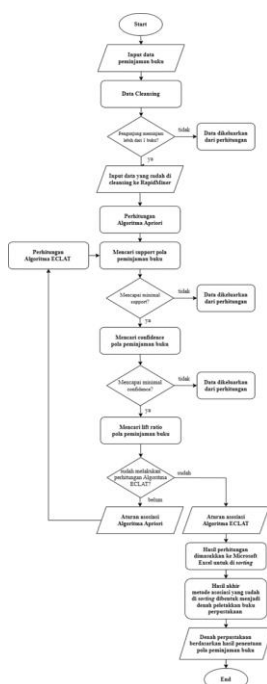 Start
Input data
peminjaman buku
Data Cleansing
Pengunjung meminjam
lebih dari 1 buku?
tidak
Data dikeluarkan
dari perhitungan
ya
Input data yang sudah di
cleansing ke RapidMiner
Perhitungan
Algoritma Apriori
Perhitungan
Algoritma ECLAT
Mencari support pola
peminjaman buku
Mencapai minimal
support?
tidak
Data dikeluarkan
dari perhitungan
ya
Mencari confidence
pola peminjaman buku
Mencapai minimal
confidence?
tidak
Data dikeluarkan
dari perhitungan
ya
Mencari lift ratio
pola peminjaman buku
Sudah melakukan
perhitungan Algoritma
ECLAT?
sudah
belum
Aturan asosiasi
Algoritma Apriori
Aturan asosiasi
Algoritma ECLAT
Hasil perhitungan
dimasukkan ke Microsoft
Excel untuk di sorting
Hasil akhir
metode asosiasi yang sudah
di sorting dibentuk menjadi
denah peletakkan buku
perpustakaan
Denah perpustakaan
berdasarkan hasil penentuan
pola peminjaman buku
End